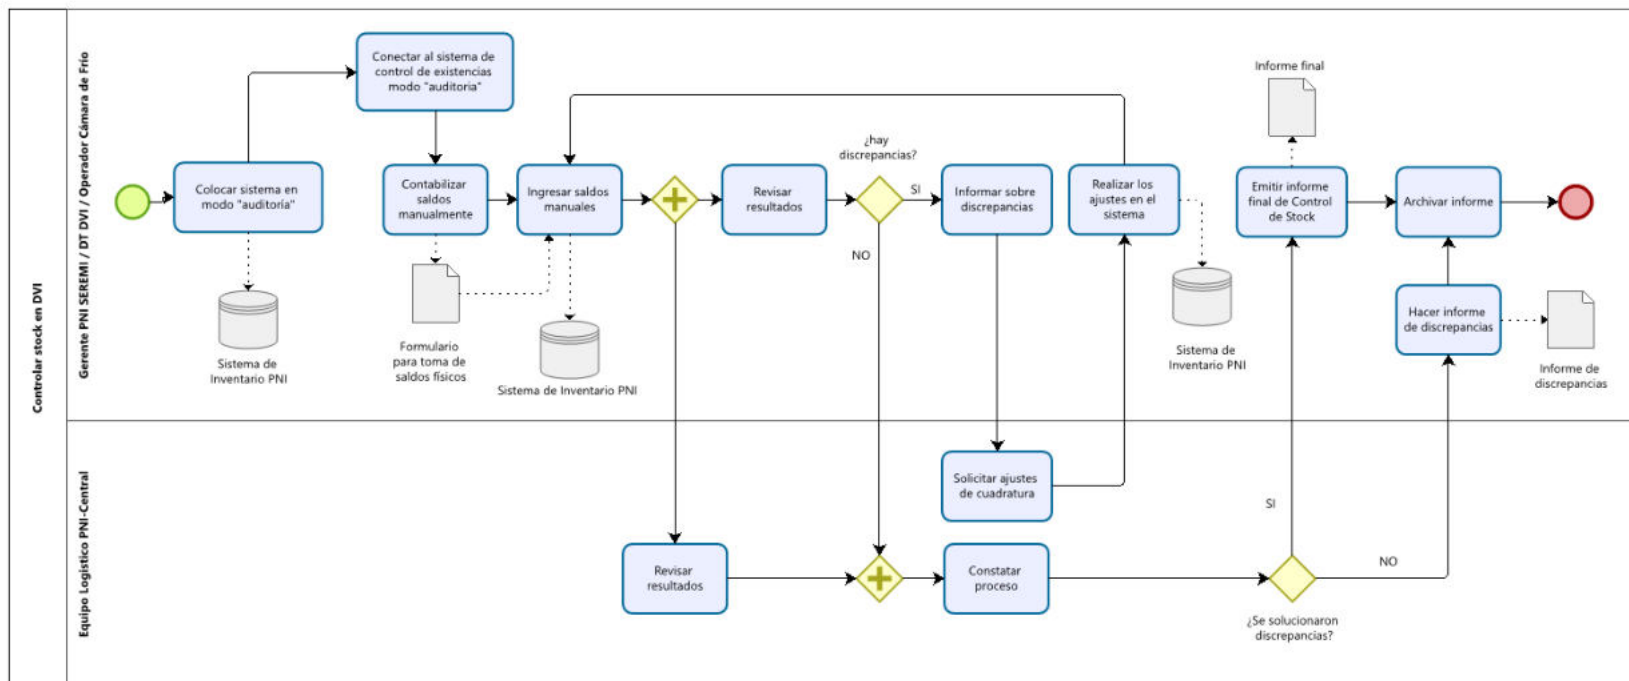 Controlar stock en DVI
Gerente PNI SEREMI / DT DVI / Operador Cámara de Frío
Conectar al sistema de
control de existencias
modo "auditoria"
Colocar sistema en
modo "auditoría"
Sistema de
Inventario PNI
Contabilizar
saldos
manualmente
Formulario
para toma de
saldos físicos
Ingresar saldos
manuales
Sistema de Inventario PNI
Revisar
resultados
¿hay
discrepancias?
SI
NO
Informar sobre
discrepancias
Realizar los
ajustes en el
sistema
Sistema de
Inventario PNI
Informe final
Emitir informe
final de Control
de Stock
Archivar informe
Hacer informe
de discrepancias
Informe de
discrepancias
Equipo Logistico PNI-Central
Solicitar ajustes
de cuadratura
Revisar
resultados
Constatar
proceso
SI
NO
¿Se solucionaron
discrepancias?